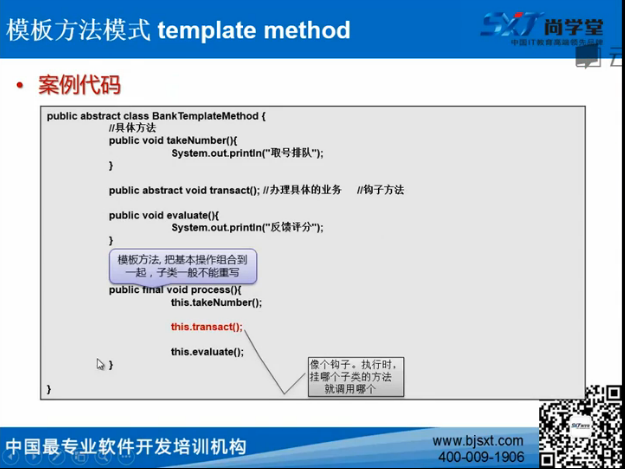 模板方法模式 template method
SXT 尚学堂
中国IT教育高端领先品牌
云
• 案例代码
public abstract class BankTemplateMethod {
//具体方法
public void takeNumber(){
System.out.println("取号排队");
}
public abstract void transact(); //办理具体的业务 //钩子方法
public void evaluate(){
System.out.println("反馈评分");
}
模板方法, 把基本操作组合到
一起，子类一般不能重写
public final void process(){
this.takeNumber();
this.transact();
this.evaluate();
}
像个钩子。执行时，
挂哪个子类的方法
就调用哪个
}
中国最专业软件开发培训机构
www.bjsxt.com
400-009-1906